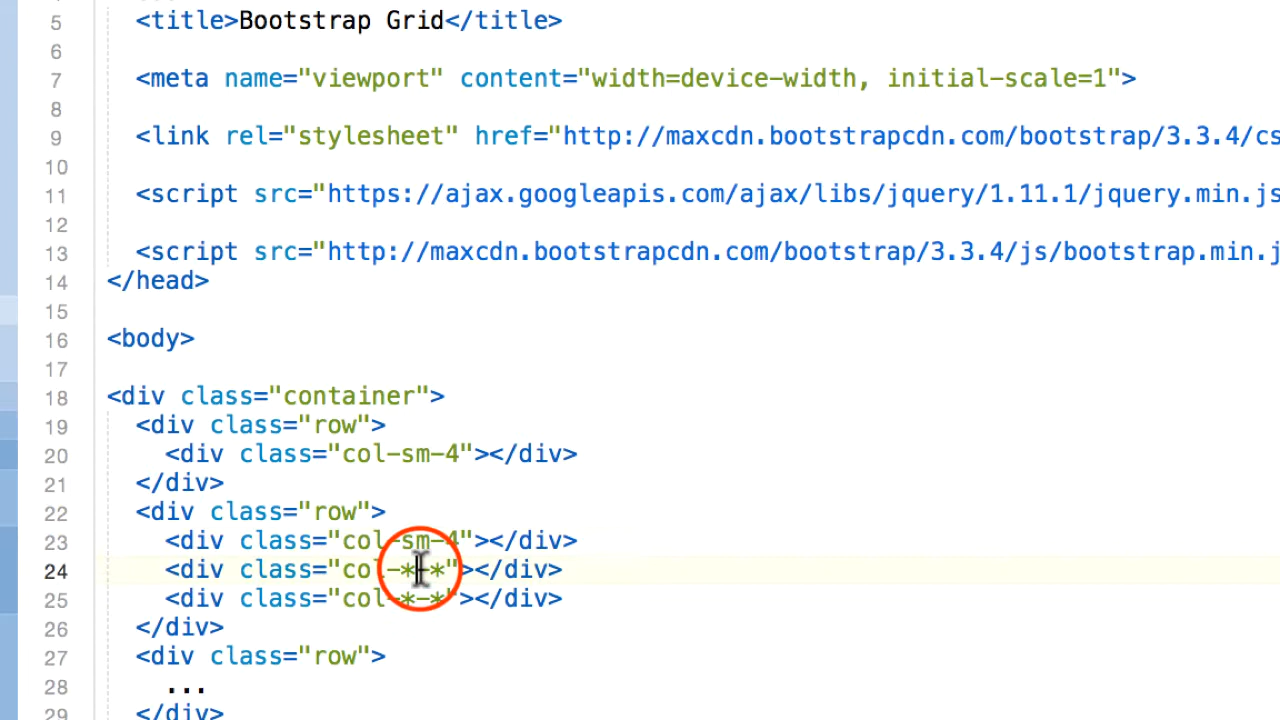 5 <title>Bootstrap Grid</title>
6
7 <meta name="viewport" content="width=device-width, initial-scale=1">
8
9 <link rel="stylesheet" href="http://maxcdn.bootstrapcdn.com/bootstrap/3.3.4/cs
10
11 <script src="https://ajax.googleapis.com/ajax/libs/jquery/1.11.1/jquery.min.js
12
13 <script src="http://maxcdn.bootstrapcdn.com/bootstrap/3.3.4/js/bootstrap.min.j
14 </head>
15
16 <body>
17
18 <div class="container">
19 <div class="row">
20 <div class="col-sm-4"></div>
21 </div>
22 <div class="row">
23 <div class="col-sm-4"></div>
24 <div class="col-*-*"></div>
25 <div class="col-*-*"></div>
26 </div>
27 <div class="row">
28 ...
29 </div>